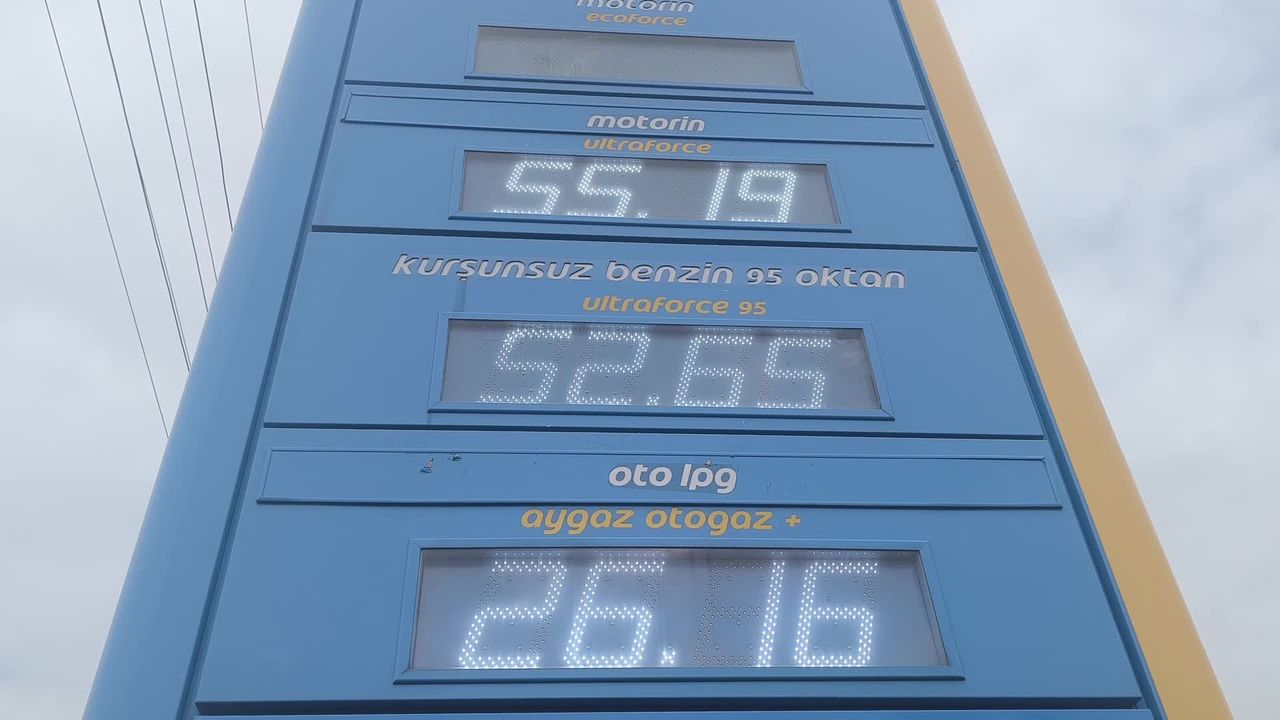 motorin
ecoforce
motorin
ultraforce
55.19
kurşunsuz benzin 95 oktan
ultraforce 95
52.65
oto lpg
aygaz otogaz +
26.16